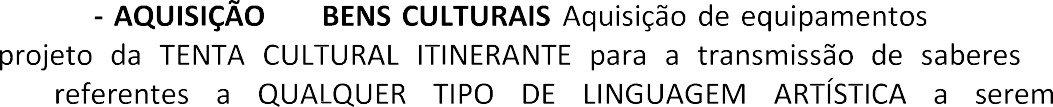 - AQUISIÇÃO BENS CULTURAIS Aquisição de equipamentos
projeto da TENTA CULTURAL ITINERANTE para a transmissão de saberes
referentes a QUALQUER TIPO DE LINGUAGEM ARTÍSTICA a serem